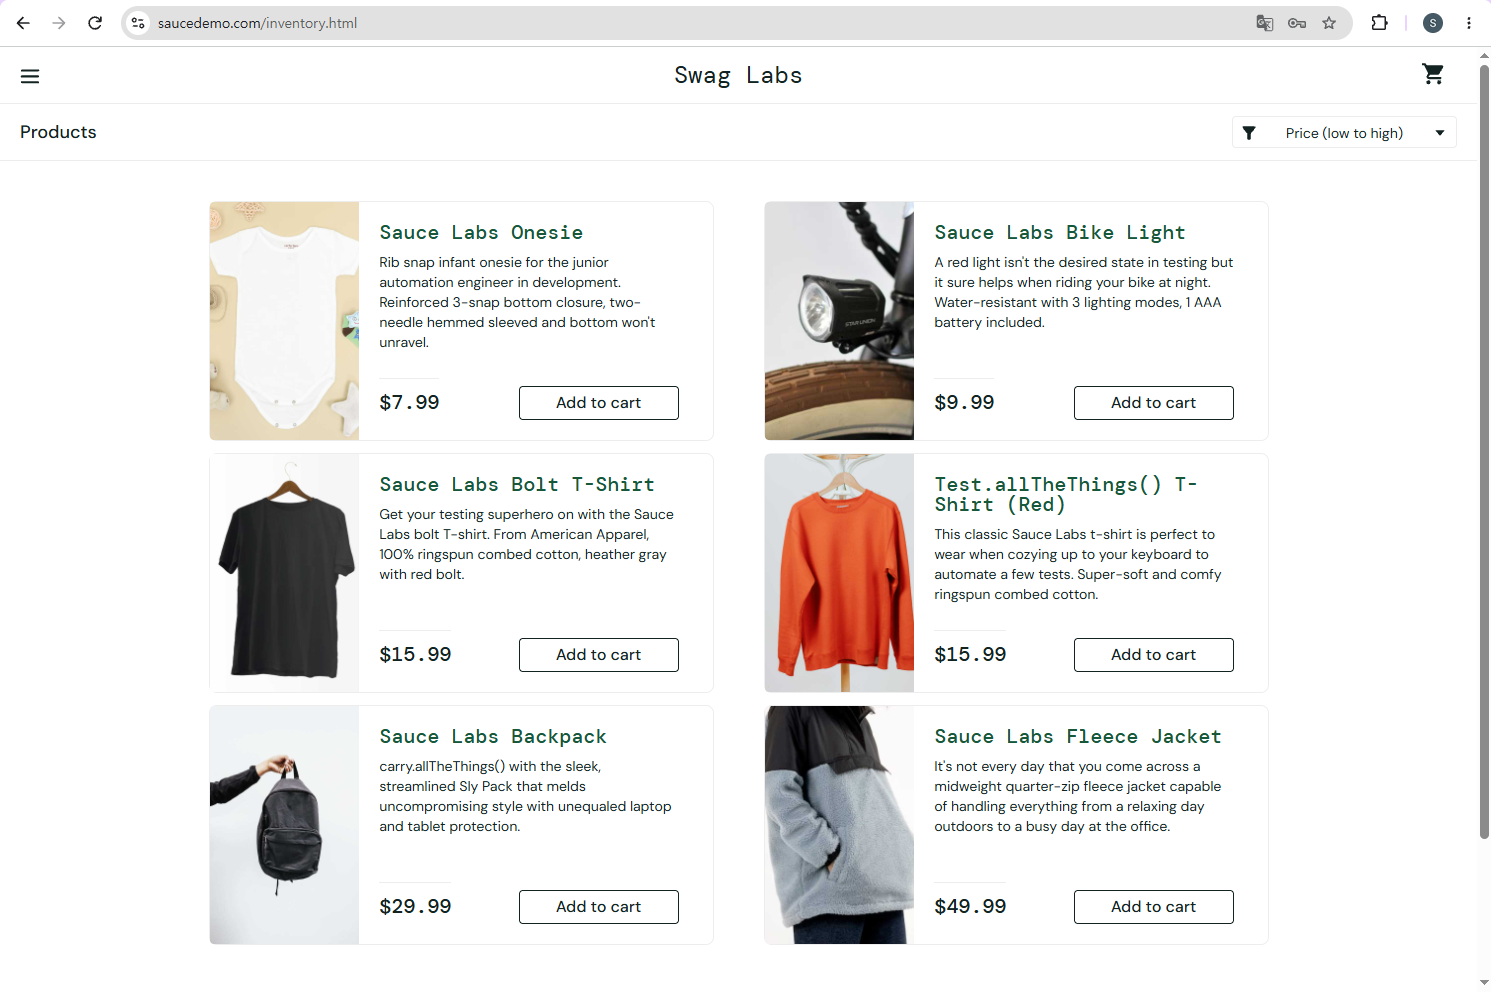 saucedemo.com/inventory.html
S
Swag Labs
Products
Price (low to high)
Sauce Labs Onesie
Rib snap infant onesie for the junior
automation engineer in development.
Reinforced 3-snap bottom closure, two-
needle hemmed sleeved and bottom won't
unravel.
$7.99
Add to cart
Sauce Labs Bike Light
A red light isn't the desired state in testing but
it sure helps when riding your bike at night.
Water-resistant with 3 lighting modes, 1 AAA
battery included.
STAR UNION
$9.99
Add to cart
Sauce Labs Bolt T-Shirt
Get your testing superhero on with the Sauce
Labs bolt T-shirt. From American Apparel,
100% ringspun combed cotton, heather gray
with red bolt.
$15.99
Add to cart
Test.allTheThings() T-
Shirt (Red)
This classic Sauce Labs t-shirt is perfect to
wear when cozying up to your keyboard to
automate a few tests. Super-soft and comfy
ringspun combed cotton.
$15.99
Add to cart
Sauce Labs Backpack
carry.allTheThings() with the sleek,
streamlined Sly Pack that melds
uncompromising style with unequaled laptop
and tablet protection.
$29.99
Add to cart
Sauce Labs Fleece Jacket
It's not every day that you come across a
midweight quarter-zip fleece jacket capable
of handling everything from a relaxing day
outdoors to a busy day at the office.
$49.99
Add to cart